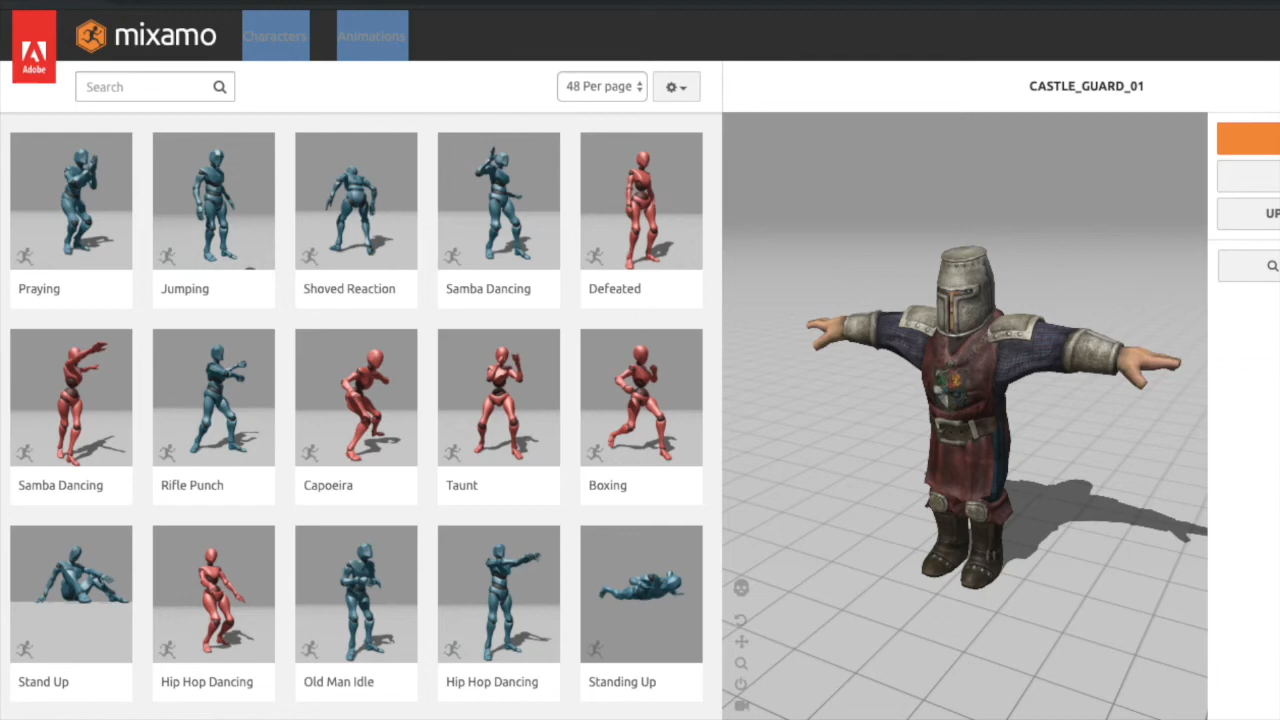 Adobe
mixamo
Characters
Animations
Search
48 Per page
CASTLE_GUARD_01
UP
Praying
Jumping
Shoved Reaction
Samba Dancing
Defeated
Samba Dancing
Rifle Punch
Capoeira
Taunt
Boxing
Stand Up
Hip Hop Dancing
Old Man Idle
Hip Hop Dancing
Standing Up